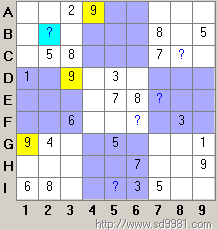 A 2 9
B ? 8 5
C 5 8 7 ?
D 1 9 3
E 7 8 ?
F 6 ? 3
G 9 4 5 1
H 7 9
I 6 8 ? 3 5
1 2 3 4 5 6 7 8 9
http://www.sd9981.com